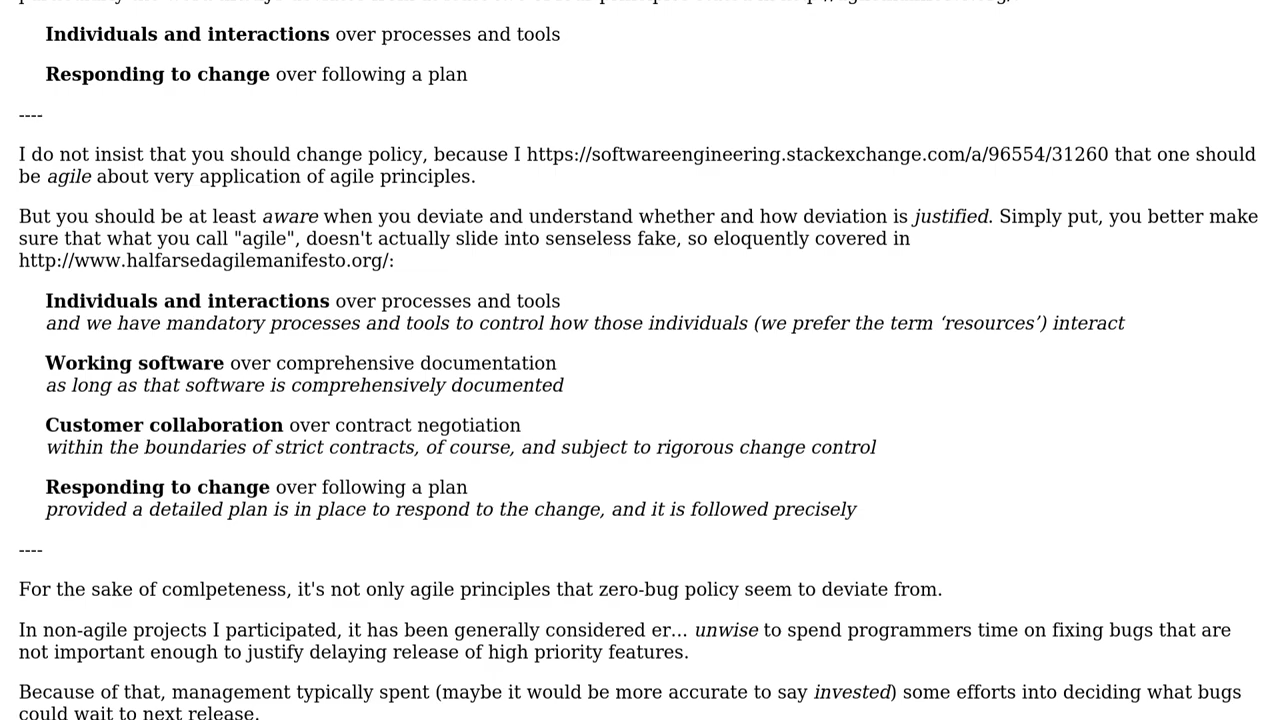 Individuals and interactions over processes and tools
Responding to change over following a plan
----
I do not insist that you should change policy, because I https://softwareengineering.stackexchange.com/a/96554/31260 that one should
be agile about very application of agile principles.
But you should be at least aware when you deviate and understand whether and how deviation is justified. Simply put, you better make
sure that what you call "agile", doesn't actually slide into senseless fake, so eloquently covered in
http://www.halfarsedagilemanifesto.org/:
Individuals and interactions over processes and tools
and we have mandatory processes and tools to control how those individuals (we prefer the term ‘resources’) interact
Working software over comprehensive documentation
as long as that software is comprehensively documented
Customer collaboration over contract negotiation
within the boundaries of strict contracts, of course, and subject to rigorous change control
Responding to change over following a plan
provided a detailed plan is in place to respond to the change, and it is followed precisely
----
For the sake of comlpeteness, it's not only agile principles that zero-bug policy seem to deviate from.
In non-agile projects I participated, it has been generally considered er... unwise to spend programmers time on fixing bugs that are
not important enough to justify delaying release of high priority features.
Because of that, management typically spent (maybe it would be more accurate to say invested) some efforts into deciding what bugs
could wait to next release.